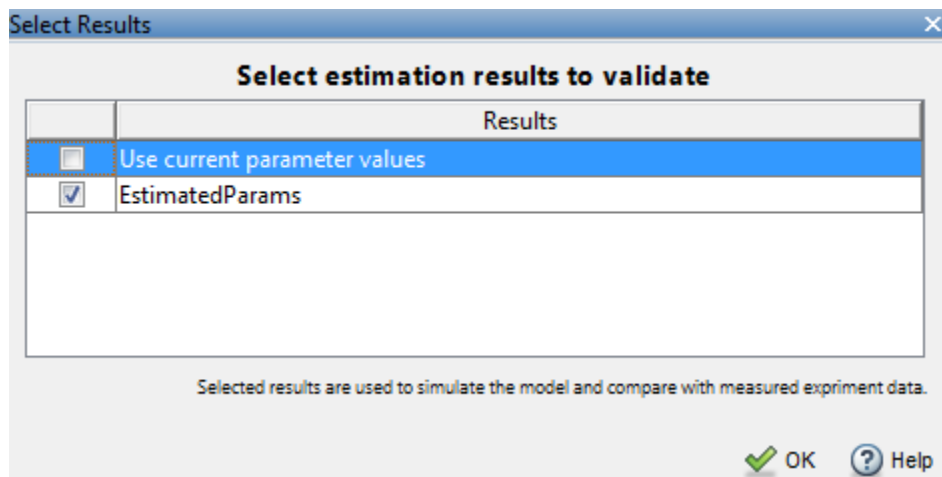 Select Results
Select estimation results to validate
Results
Use current parameter values
EstimatedParams
Selected results are used to simulate the model and compare with measured expriment data.
OK
Help